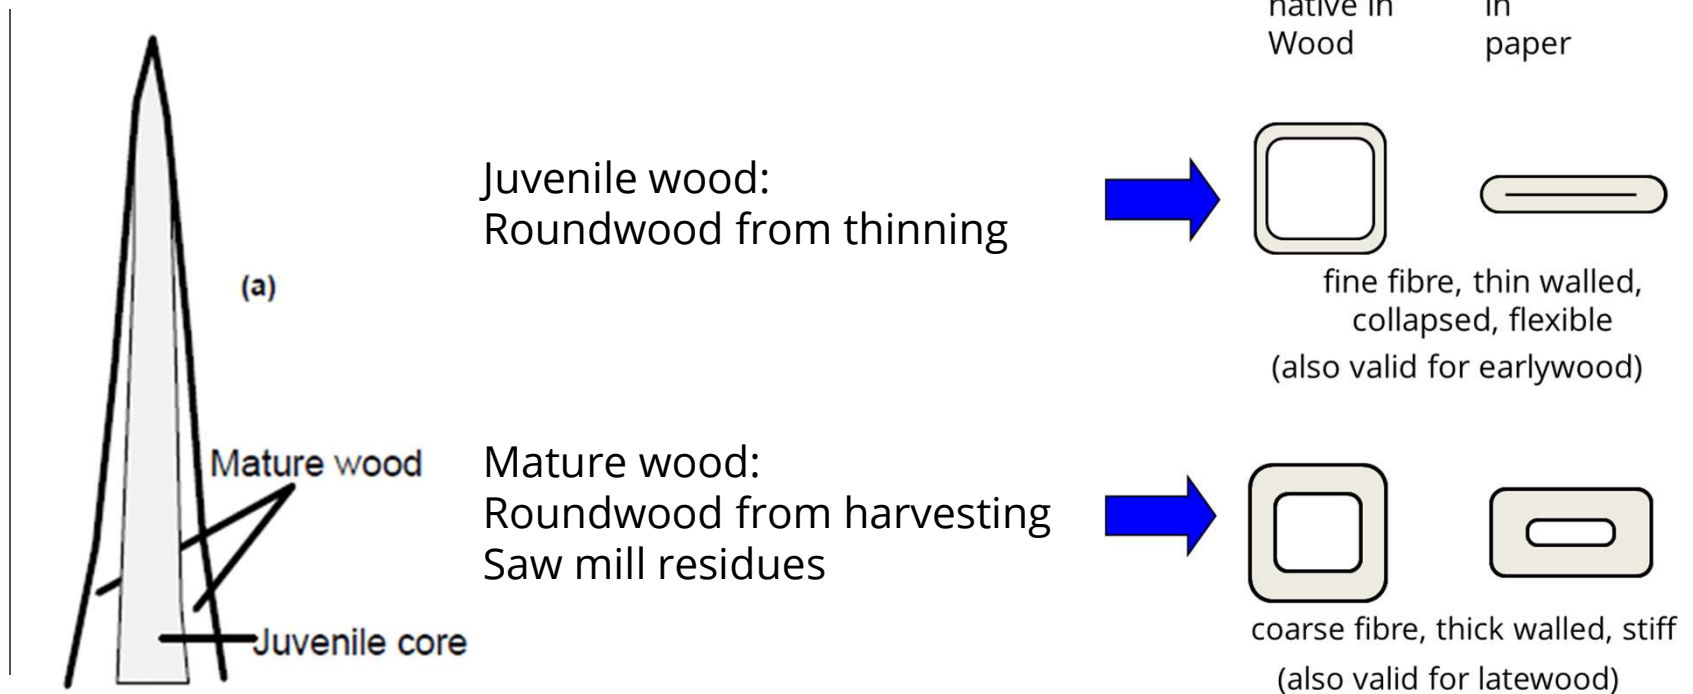 native in
Wood
in
paper
Juvenile wood:
Roundwood from thinning
(a)
fine fibre, thin walled,
collapsed, flexible
(also valid for earlywood)
Mature wood
Mature wood:
Roundwood from harvesting
Saw mill residues
Juvenile core
coarse fibre, thick walled, stiff
(also valid for latewood)